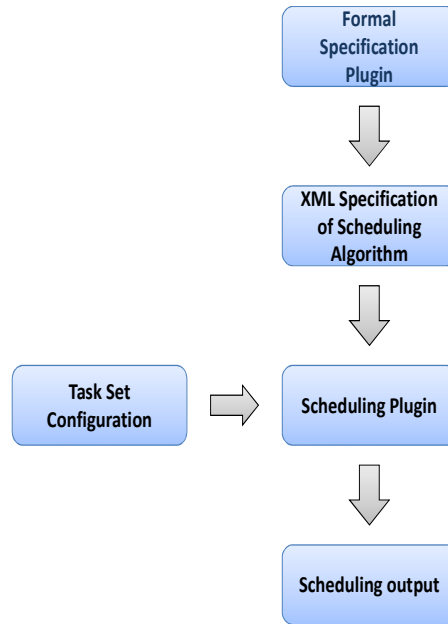 Formal
Specification
Plugin
XML Specification
of Scheduling
Algorithm
Task Set
Configuration
Scheduling Plugin
Scheduling output